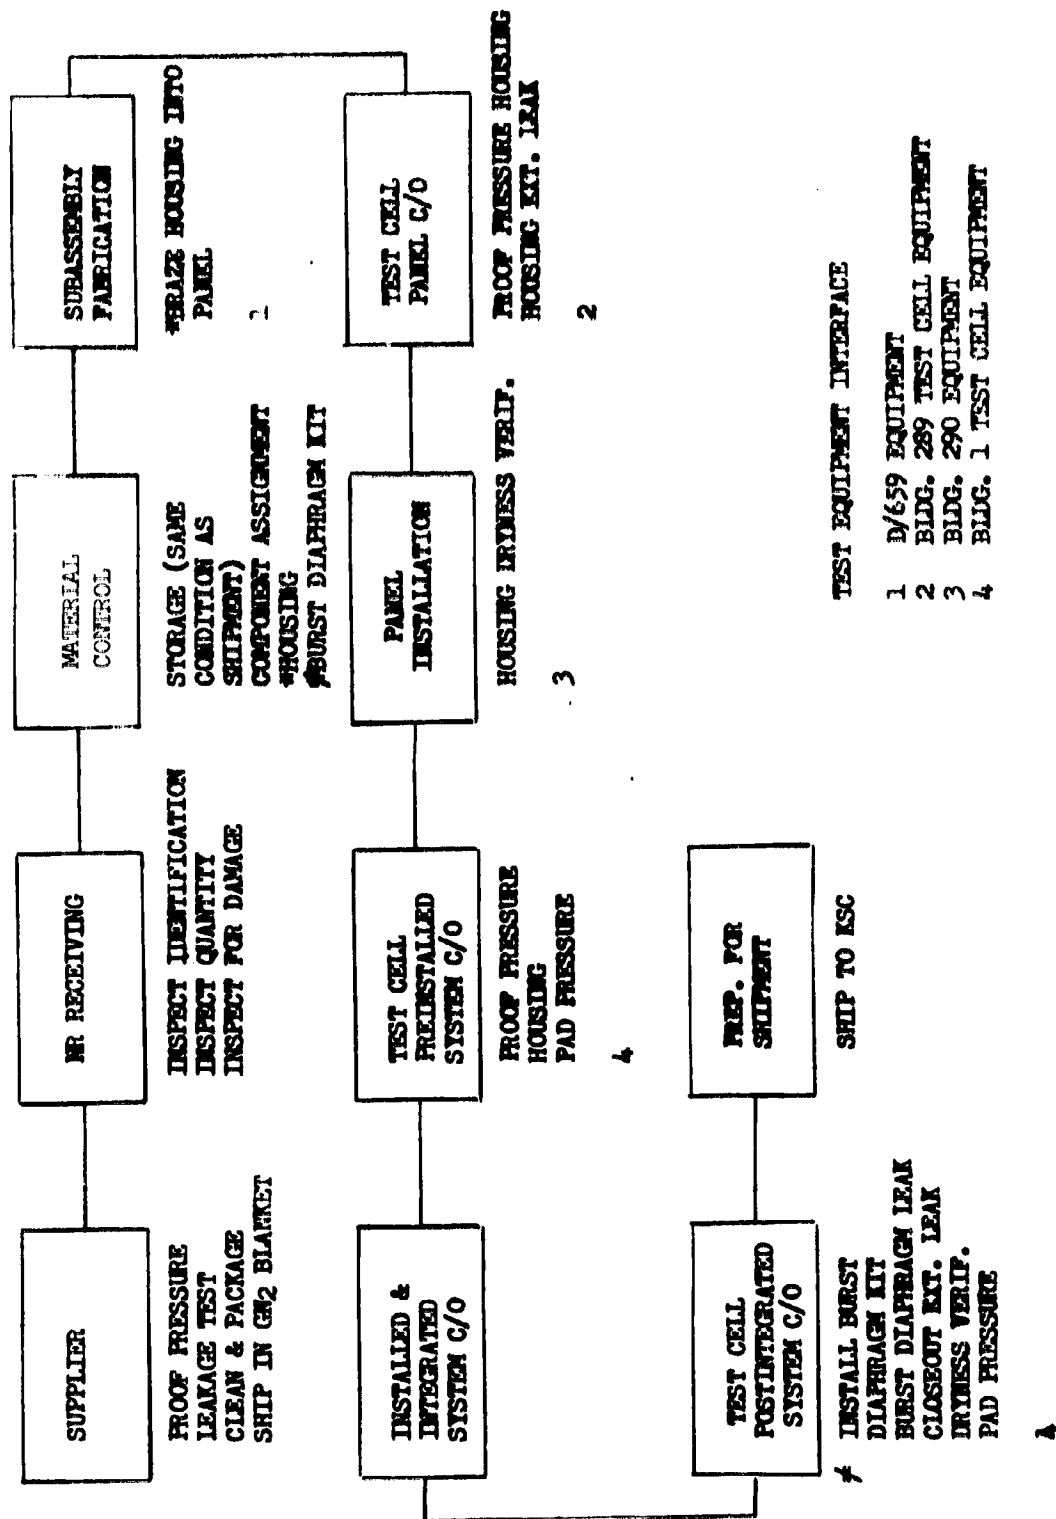 SUPPLIER
PROOF PRESSURE
LEAKAGE TEST
CLEAN & PACKAGE
SHIP IN GN2 BLANKET
NR RECEIVING
INSPECT IDENTIFICATION
INSPECT QUANTITY
INSPECT FOR DAMAGE
MATERIAL
CONTROL
STORAGE (SAME
CONDITION AS
SHIPMENT)
COMPONENT ASSIGNMENT
*HOUSING
≠BURST DIAPHRAGM KIT
SUBASSEMBLY
FABRICATION
*BRAZE HOUSING INTO
PANEL
1
TEST CELL
PANEL C/O
PROOF PRESSURE HOUSING
HOUSING EXT. LEAK
2
PANEL
INSTALLATION
HOUSING DRYNESS VERIF.
3
TEST CELL
PREINSTALLED
SYSTEM C/O
PROOF PRESSURE
HOUSING
PAD PRESSURE
4
INSTALLED &
INTEGRATED
SYSTEM C/O
TEST CELL
POSTINTEGRATED
SYSTEM C/O
≠ INSTALL BURST
DIAPHRAGM KIT
BURST DIAPHRAGM LEAK
CLOSEOUT EXT. LEAK
DRYNESS VERIF.
PAD PRESSURE
4
PREP. FOR
SHIPMENT
SHIP TO KSC
TEST EQUIPMENT INTERFACE
1 D/659 EQUIPMENT
2 BLDG. 289 TEST CELL EQUIPMENT
3 BLDG. 290 EQUIPMENT
4 BLDG. 1 TEST CELL EQUIPMENT